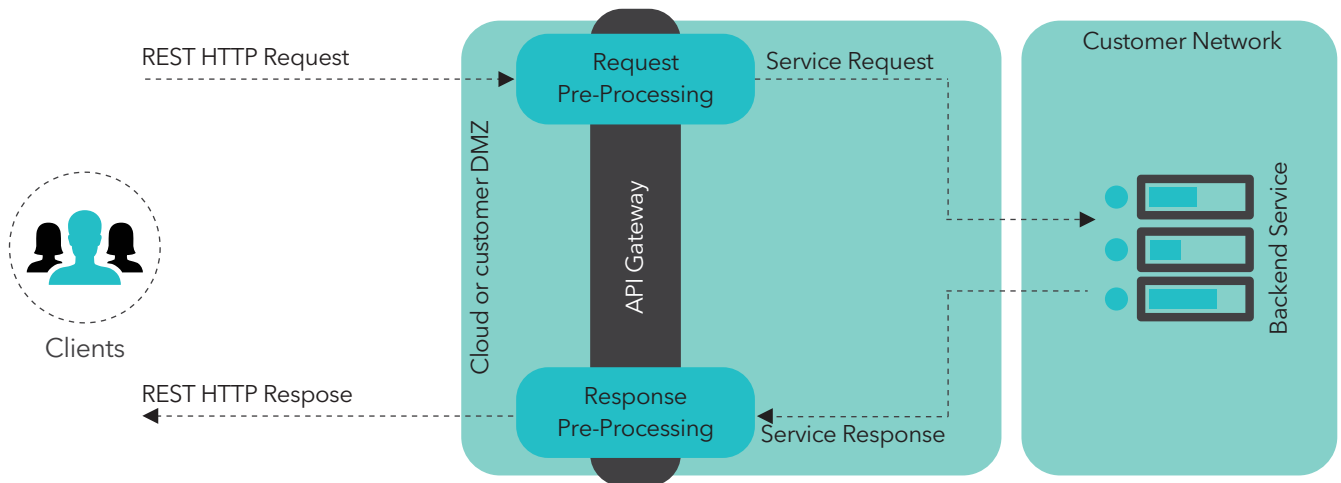 REST HTTP Request
Request
Pre-Processing
Service Request
Customer Network
Cloud or customer DMZ
API Gateway
Backend Service
Clients
REST HTTP Respose
Response
Pre-Processing
Service Response